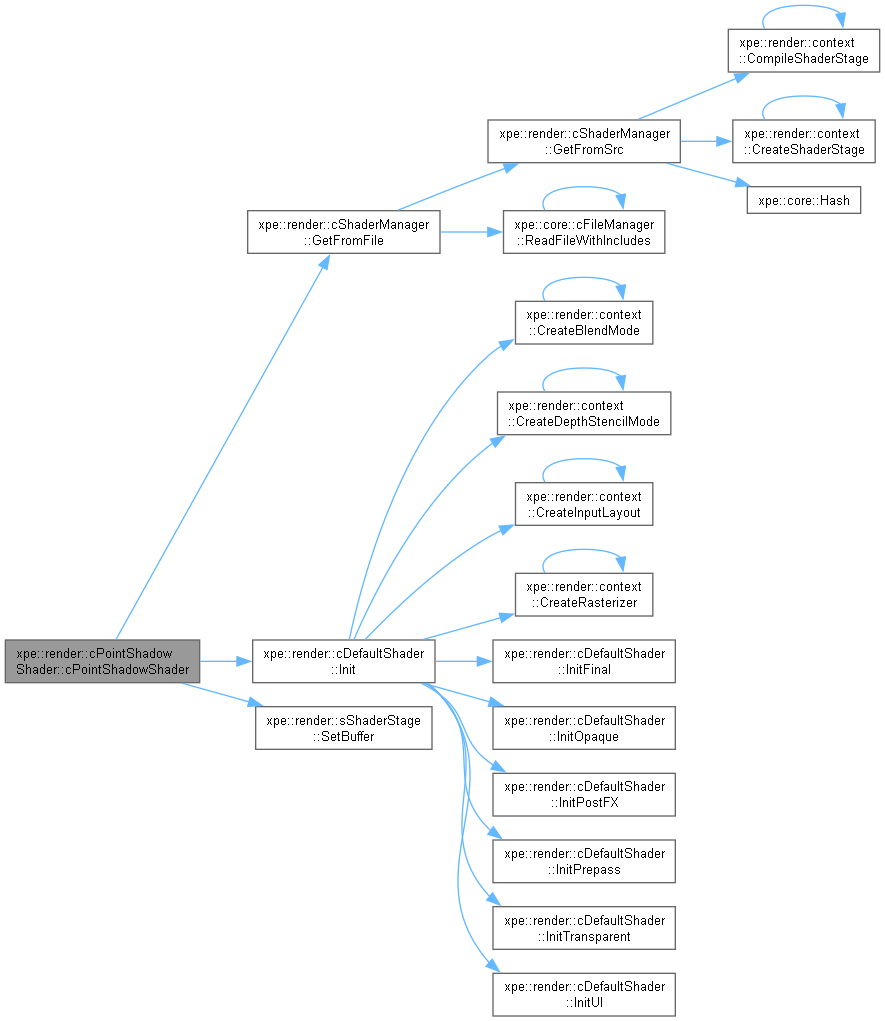 xpe::render::context
::CompileShaderStage
xpe::render::cShaderManager
::GetFromSrc
xpe::render::context
::CreateShaderStage
xpe::core::Hash
xpe::render::cShaderManager
::GetFromFile
xpe::core::cFileManager
::ReadFileWithIncludes
xpe::render::context
::CreateBlendMode
xpe::render::context
::CreateDepthStencilMode
xpe::render::context
::CreateInputLayout
xpe::render::context
::CreateRasterizer
xpe::render::cPointShadow
Shader::cPointShadowShader
xpe::render::cDefaultShader
::Init
xpe::render::cDefaultShader
::InitFinal
xpe::render::sShaderStage
::SetBuffer
xpe::render::cDefaultShader
::InitOpaque
xpe::render::cDefaultShader
::InitPostFX
xpe::render::cDefaultShader
::InitPrepass
xpe::render::cDefaultShader
::InitTransparent
xpe::render::cDefaultShader
::InitUI